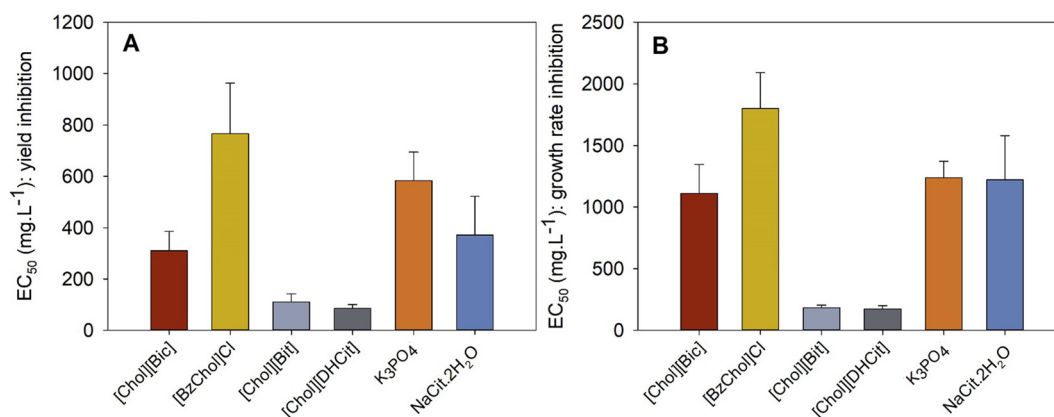 A
EC₅₀ (mg.L⁻¹): yield inhibition
1200
1000
800
600
400
200
0
[Chol][Bic]
[BzChol]Cl
[Chol][Bit]
[Chol][DHCit]
K₃PO₄
NaCit.2H₂O
B
EC₅₀ (mg.L⁻¹): growth rate inhibition
2500
2000
1500
1000
500
0
[Chol][Bic]
[BzChol]Cl
[Chol][Bit]
[Chol][DHCit]
K₃PO4
NaCit.2H₂O